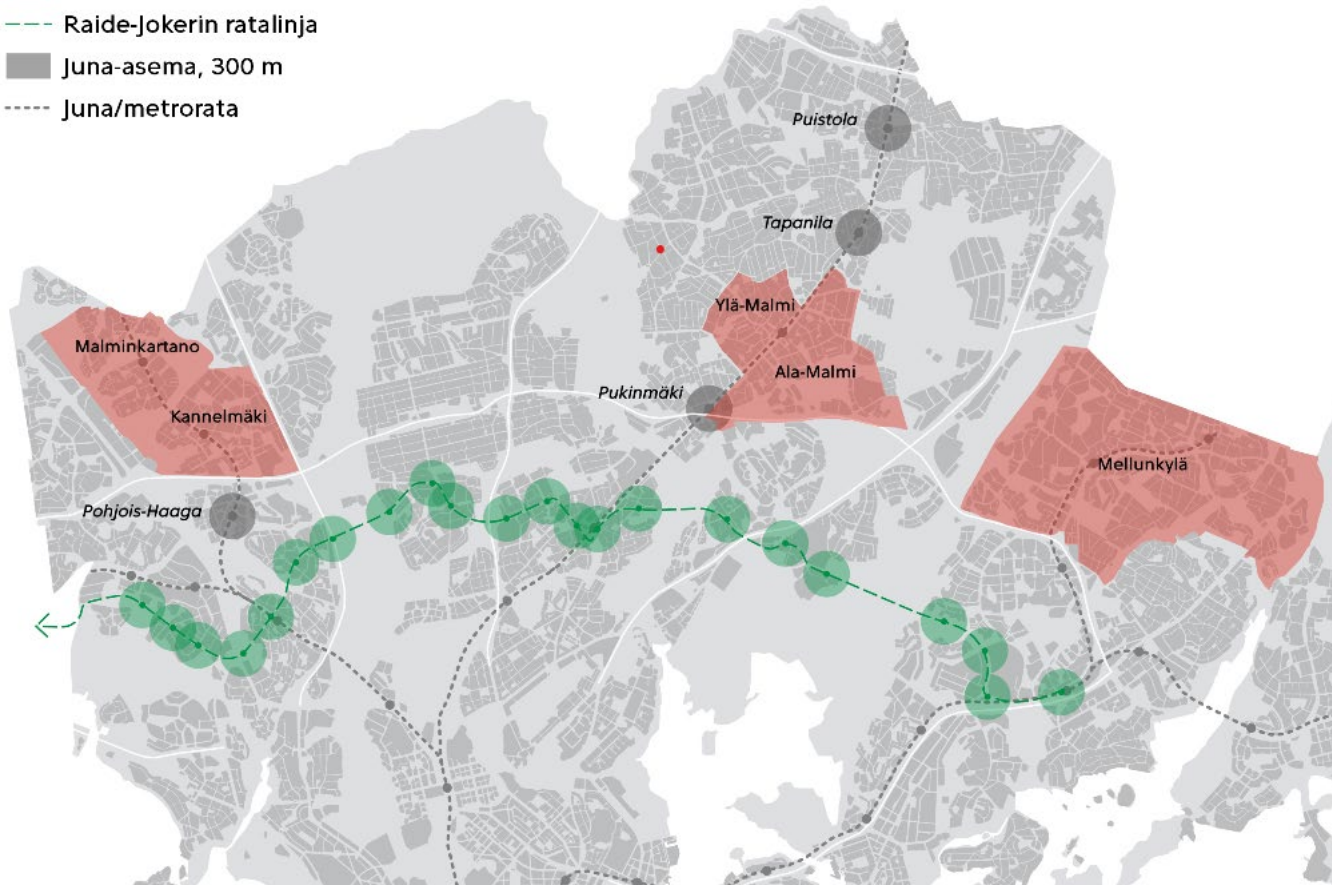 Raide-Jokerin ratalinja
Juna-asema, 300 m
Juna/metrorata
Puistola
Tapanila
Ylä-Malmi
Malminkartano
Ala-Malmi
Pukinmäki
Kannelmäki
Mellunkylä
Pohjois-Haaga